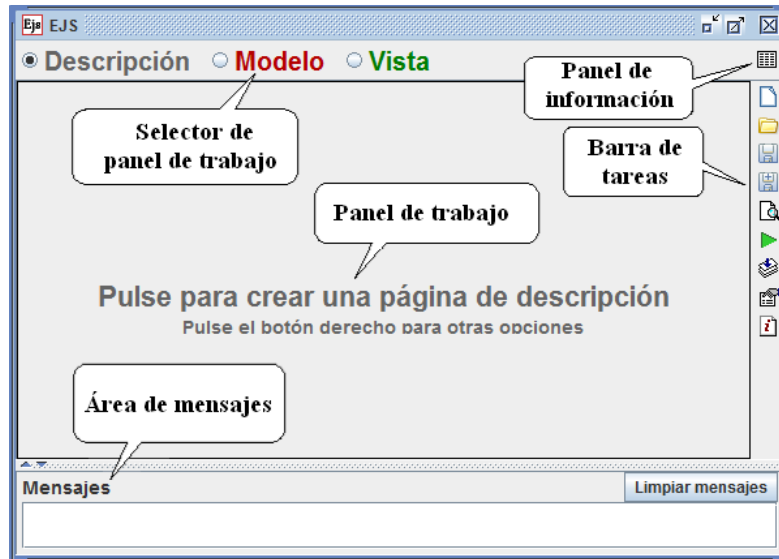 Ejs EJS
Descripción Modelo Vista
Panel de
información
Selector de
panel de trabajo
Barra de
tareas
Panel de trabajo
Pulse para crear una página de descripción
Pulse el botón derecho para otras opciones
Área de mensajes
Mensajes
Limpiar mensajes